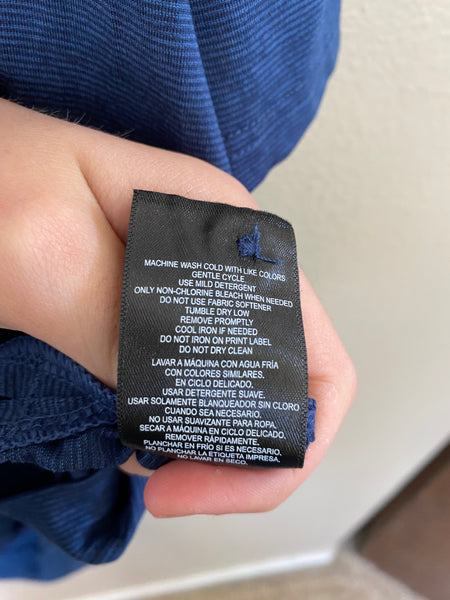 MACHINE WASH COLD WITH LIKE COLORS
GENTLE CYCLE
USE MILD DETERGENT
ONLY NON-CHLORINE BLEACH WHEN NEEDED
DO NOT USE FABRIC SOFTENER
TUMBLE DRY LOW
REMOVE PROMPTLY
COOL IRON IF NEEDED
DO NOT IRON ON PRINT LABEL
DO NOT DRY CLEAN
LAVAR A MÁQUINA CON AGUA FRÍA
CON COLORES SIMILARES.
EN CICLO DELICADO.
USAR DETERGENTE SUAVE.
USAR SOLAMENTE BLANQUEADOR SIN CLORO
CUANDO SEA NECESARIO.
NO USAR SUAVIZANTE PARA ROPA.
SECAR A MÁQUINA EN CICLO DELICADO.
REMOVER RÁPIDAMENTE.
PLANCHAR EN FRÍO SI ES NECESARIO.
NO PLANCHAR LA ETIQUETA IMPRESA.
NO LAVAR EN SECO.